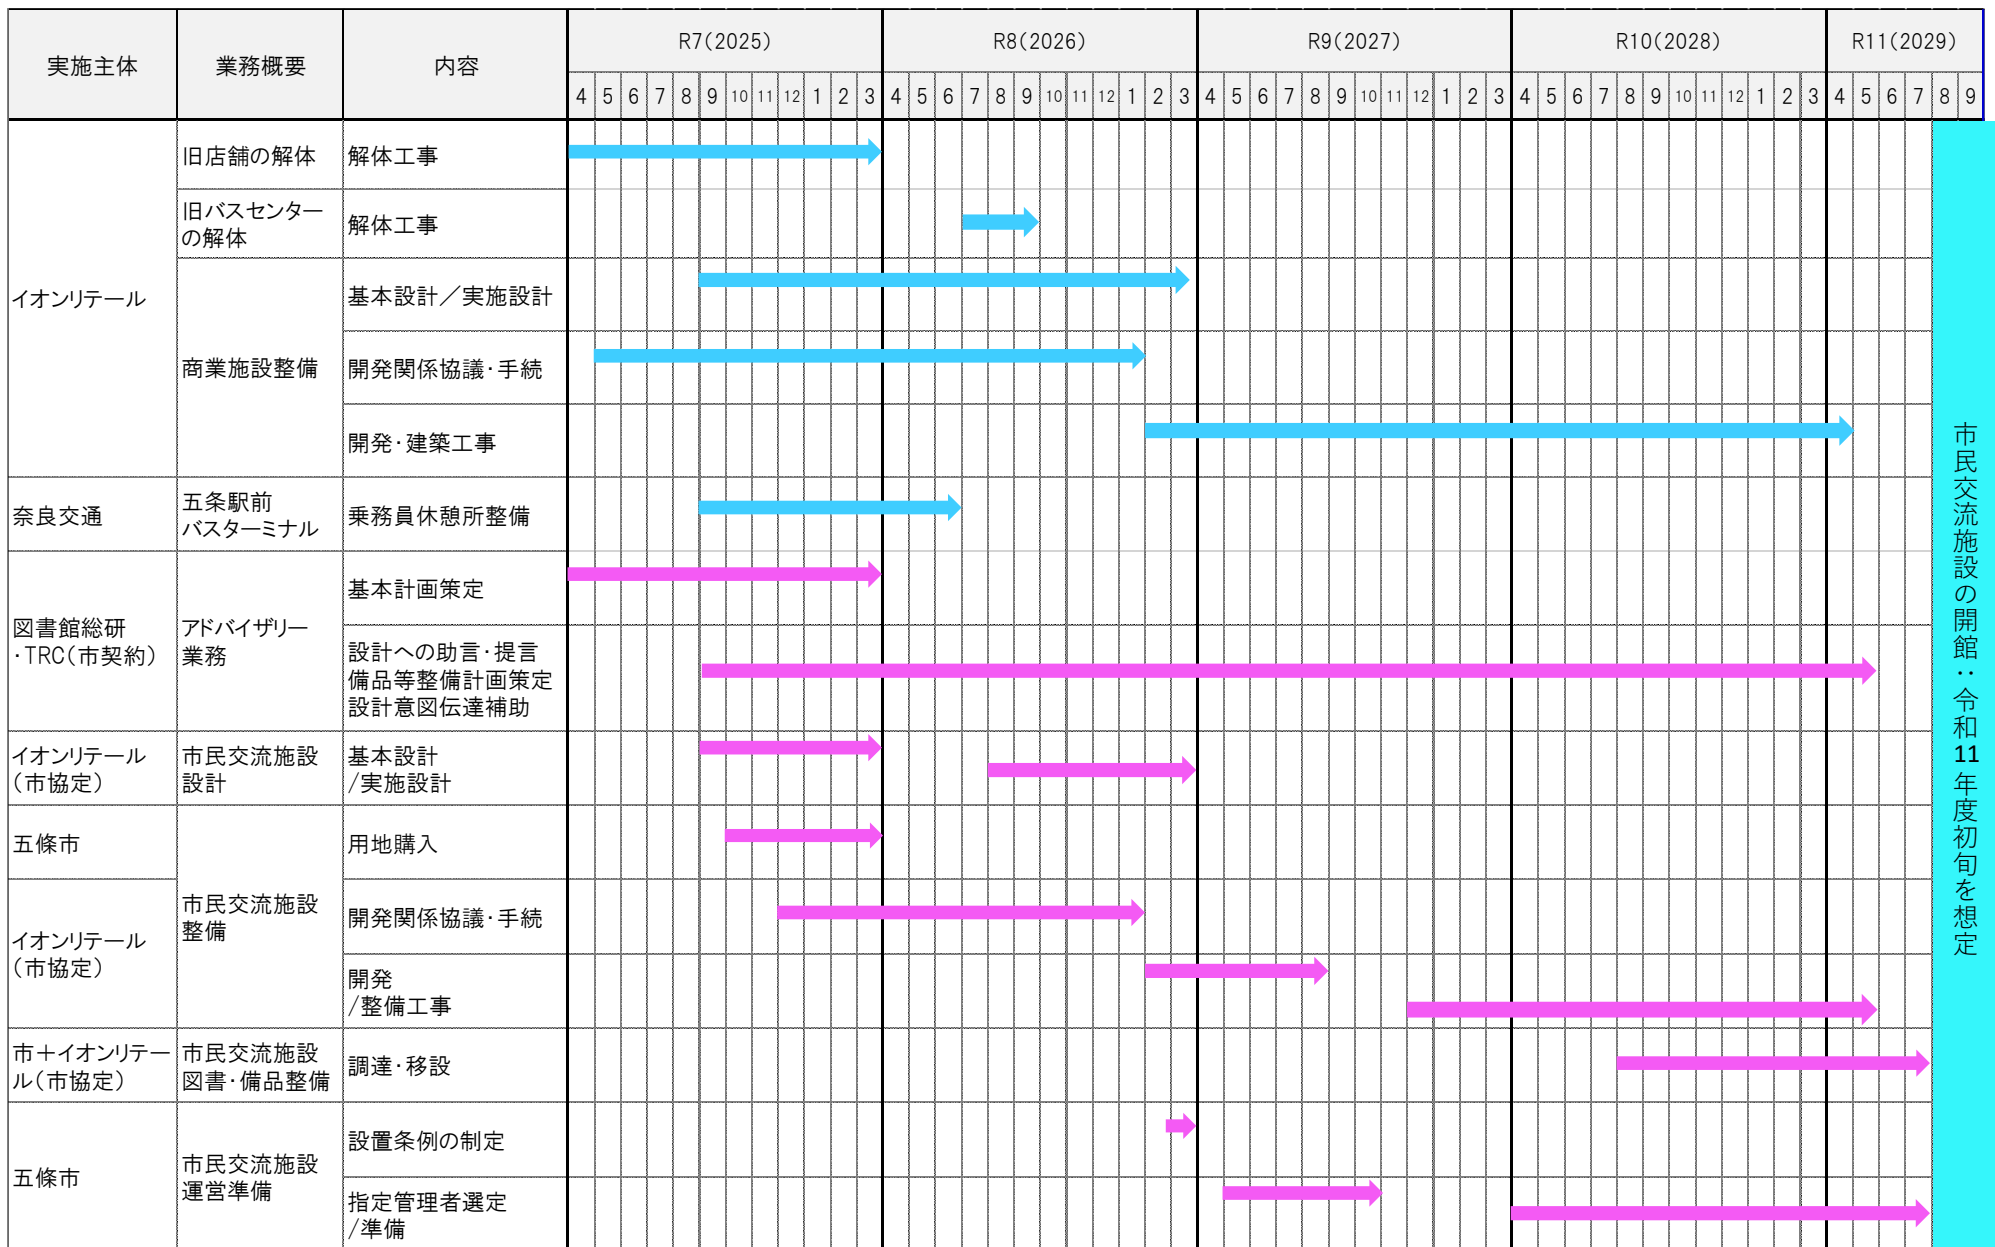 実施主体 業務概要 内容 R7(2025) R8(2026) R9(2027) R10(2028) R11(2029)
4 5 6 7 8 9 10 11 12 1 2 3 4 5 6 7 8 9 10 11 12 1 2 3 4 5 6 7 8 9 10 11 12 1 2 3 4 5 6 7 8 9 10 11 12 1 2 3 4 5 6 7 8 9
イオンリテール
旧店舗の解体 解体工事
旧バスセンター
の解体
解体工事
商業施設整備
基本設計／実施設計
開発関係協議・手続
開発・建築工事
奈良交通
五条駅前
バスターミナル
乗務員休憩所整備
図書館総研
・TRC(市契約)
アドバイザリー
業務
基本計画策定
設計への助言・提言
備品等整備計画策定
設計意図伝達補助
イオンリテール
(市協定)
市民交流施設
設計
基本設計
/実施設計
五條市
市民交流施設
整備
用地購入
イオンリテール
(市協定)
開発関係協議・手続
開発
/整備工事
市＋イオンリテー
ル(市協定)
市民交流施設
図書・備品整備
調達・移設
五條市
市民交流施設
運営準備
設置条例の制定
指定管理者選定
/準備
市民交流施設の開館：令和11年度初旬を想定